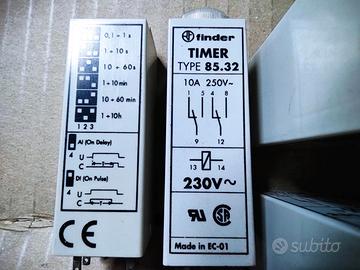 0,1÷1s
1÷10s
10÷60s
1÷10min
10÷60min
1÷10h
1 2 3
AI (On Delay)
4
U
C
DI (On Pulse)
4
U
C
CE
finder
TIMER
TYPE 85.32
10A 250V~
1 5 4 8
9 12
13 14
230V~
Made in EC-01
subito